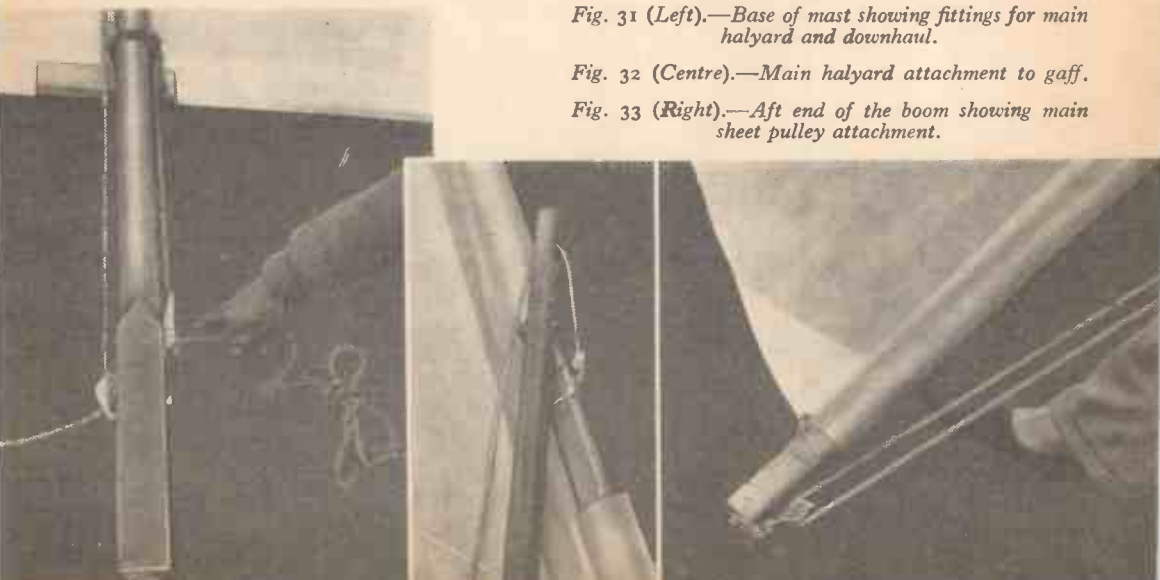 Fig. 31 (Left).—Base of mast showing fittings for main
halyard and downhaul.
Fig. 32 (Centre).—Main halyard attachment to gaff.
Fig. 33 (Right).—Aft end of the boom showing main
sheet pulley attachment.